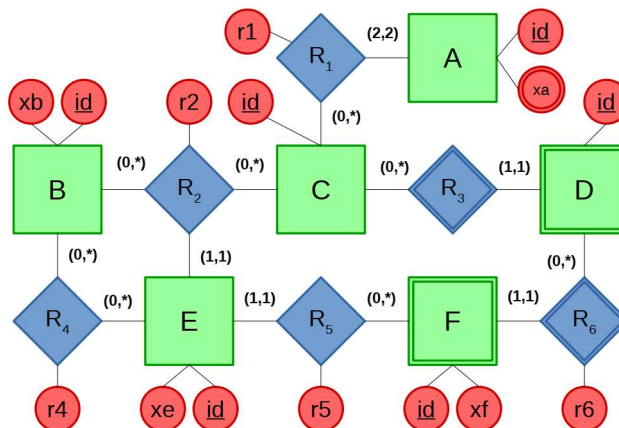 r1
R1
(2,2)
A
id
xa
xb
id
r2
id
(0,*)
id
B
(0,*)
R2
(0,*)
C
(0,*)
R3
(1,1)
D
(0,*)
(1,1)
(0,*)
R4
(0,*)
E
(1,1)
R5
(0,*)
F
(1,1)
R6
r4
xe
id
r5
id
xf
r6